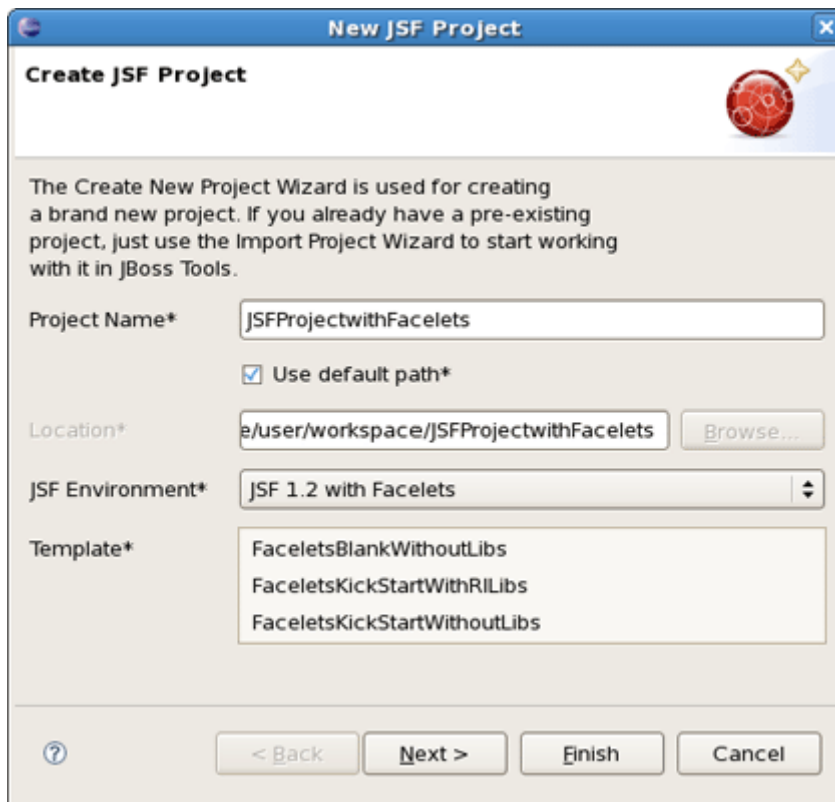 New JSF Project
Create JSF Project
The Create New Project Wizard is used for creating
a brand new project. If you already have a pre-existing
project, just use the Import Project Wizard to start working
with it in JBoss Tools.
Project Name* JSFProjectwithFacelets
Use default path*
Location* e/user/workspace/JSFProjectwithFacelets Browse...
JSF Environment* JSF 1.2 with Facelets
Template* FaceletsBlankWithoutLibs
FaceletsKickStartWithRILibs
FaceletsKickStartWithoutLibs
? < Back Next > Finish Cancel